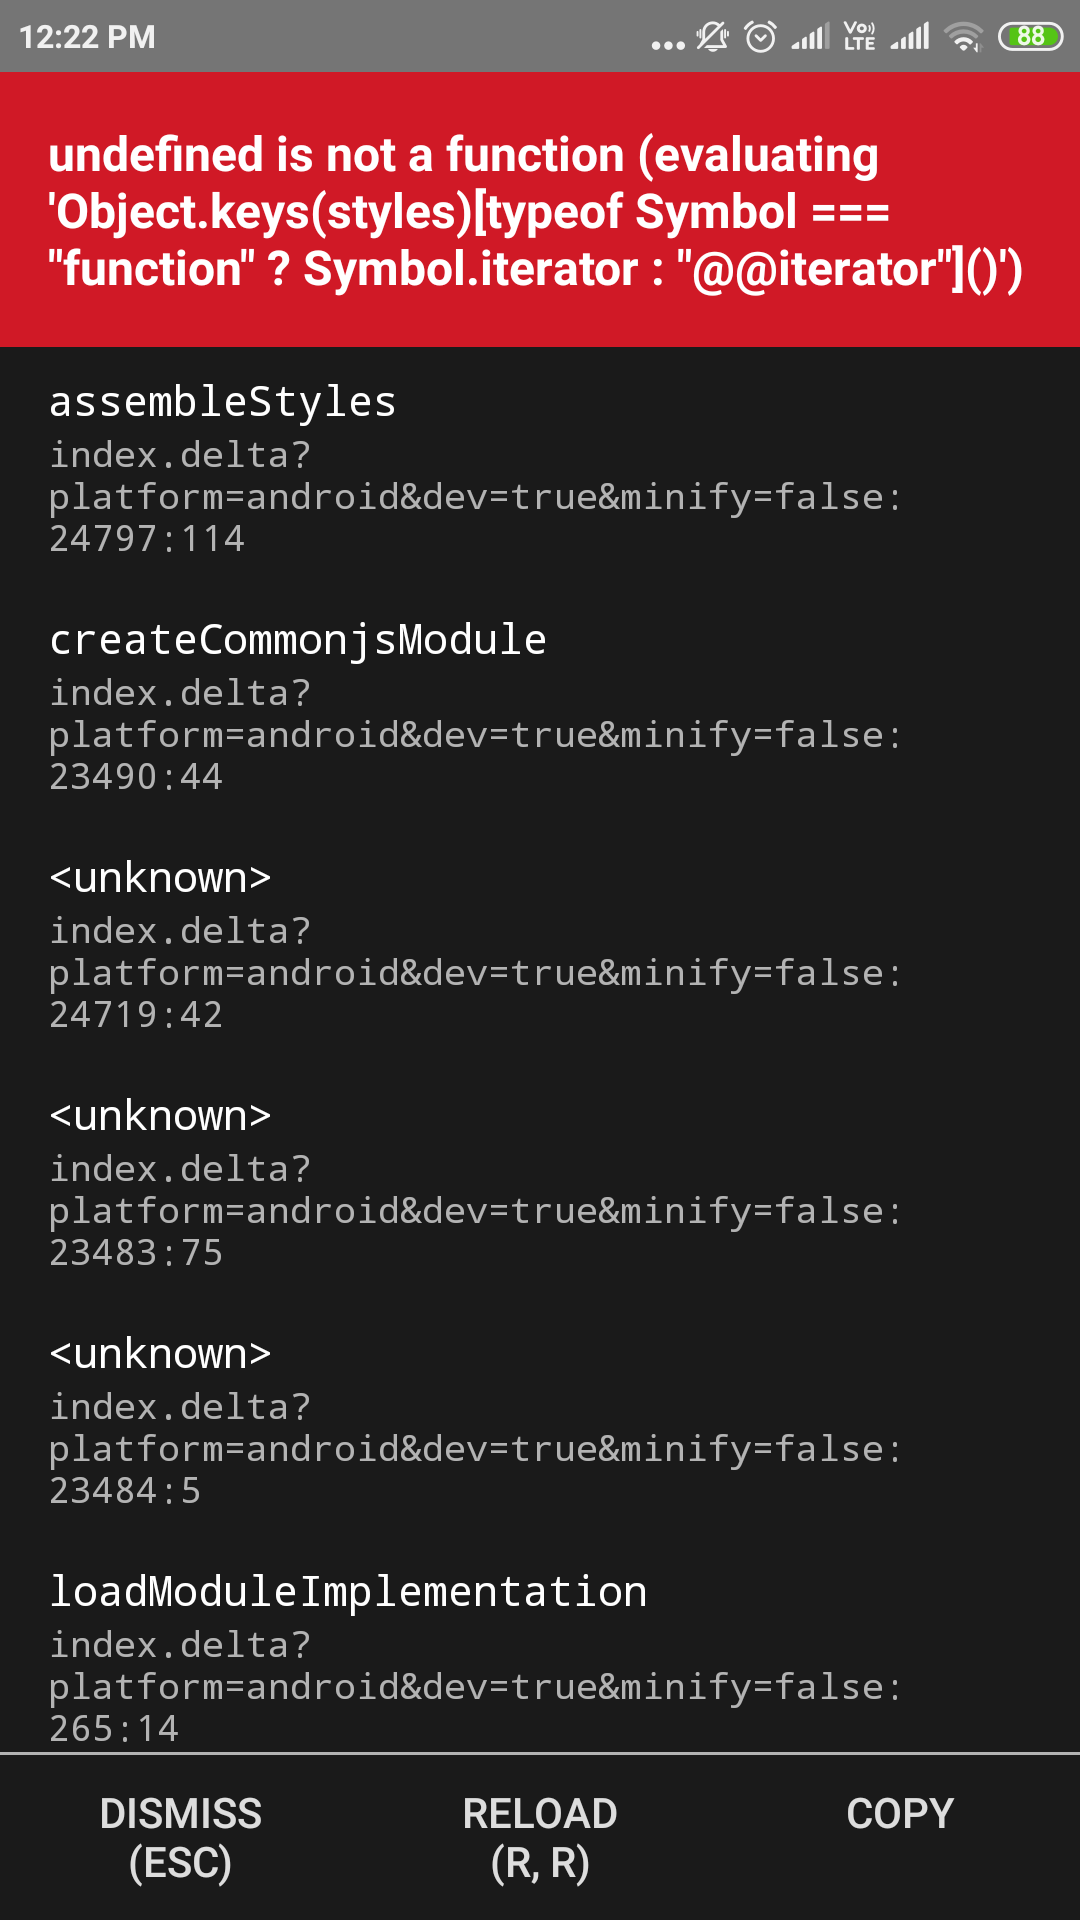 12:22 PM
Vo))
LTE
88
undefined is not a function (evaluating
'Object.keys(styles)[typeof Symbol ===
"function" ? Symbol.iterator : "@@iterator"]()')
assembleStyles
index.delta?
platform=android&dev=true&minify=false:
24797:114
createCommonjsModule
index.delta?
platform=android&dev=true&minify=false:
23490:44
<unknown>
index.delta?
platform=android&dev=true&minify=false:
24719:42
<unknown>
index.delta?
platform=android&dev=true&minify=false:
23483:75
<unknown>
index.delta?
platform=android&dev=true&minify=false:
23484:5
loadModuleImplementation
index.delta?
platform=android&dev=true&minify=false:
265:14
DISMISS
(ESC)
RELOAD
(R, R)
COPY